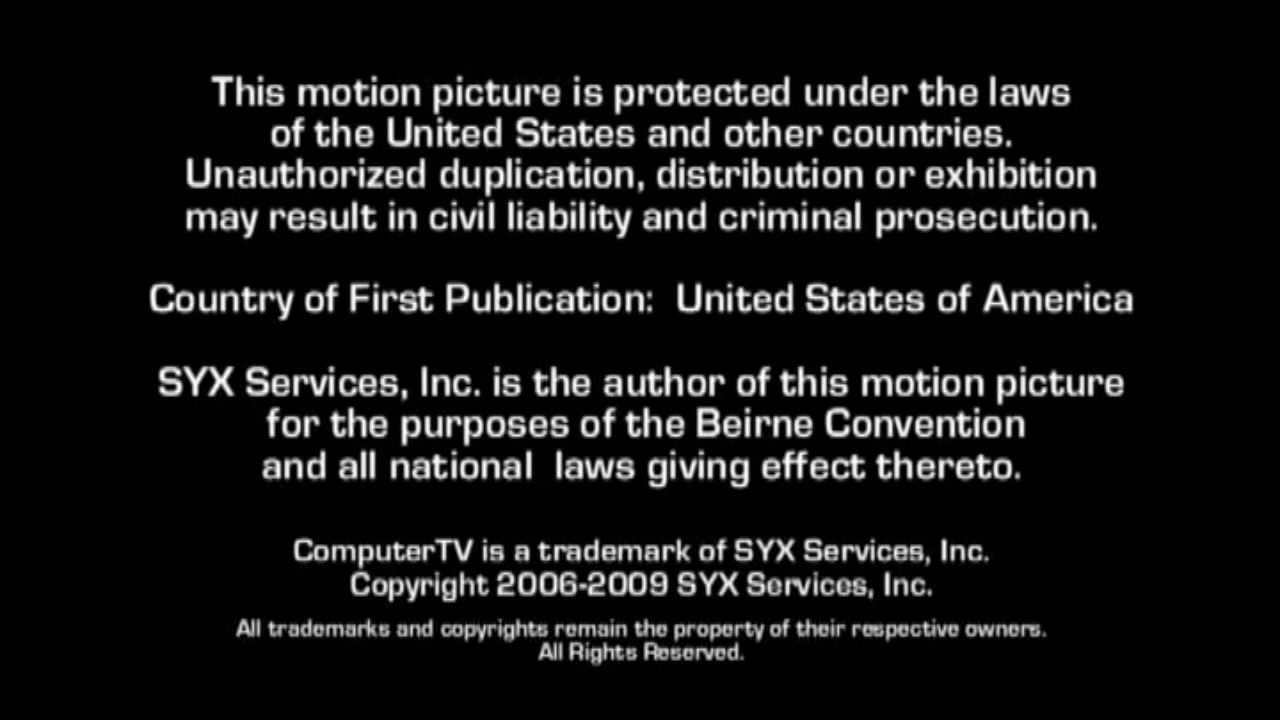 This motion picture is protected under the laws
of the United States and other countries.
Unauthorized duplication, distribution or exhibition
may result in civil liability and criminal prosecution.
Country of First Publication:  United States of America
SYX Services, Inc. is the author of this motion picture
for the purposes of the Beirne Convention
and all national  laws giving effect thereto.
ComputerTV is a trademark of SYX Services, Inc.
Copyright 2006-2009 SYX Services, Inc.
All trademarks and copyrights remain the property of their respective owners.
All Rights Reserved.